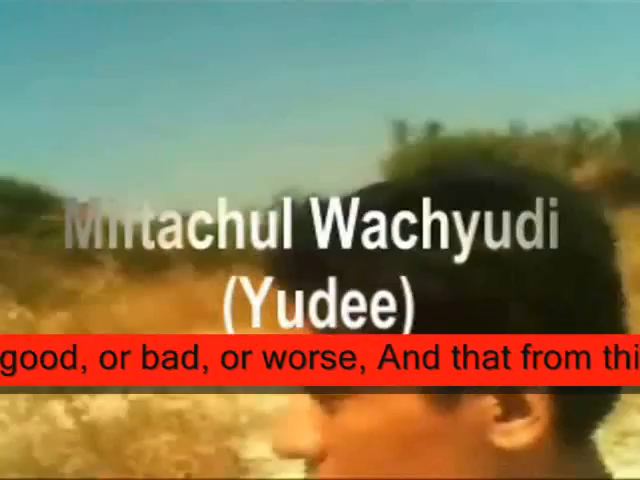 Miftachul Wachyudi
(Yudee)
good, or bad, or worse, And that from thi